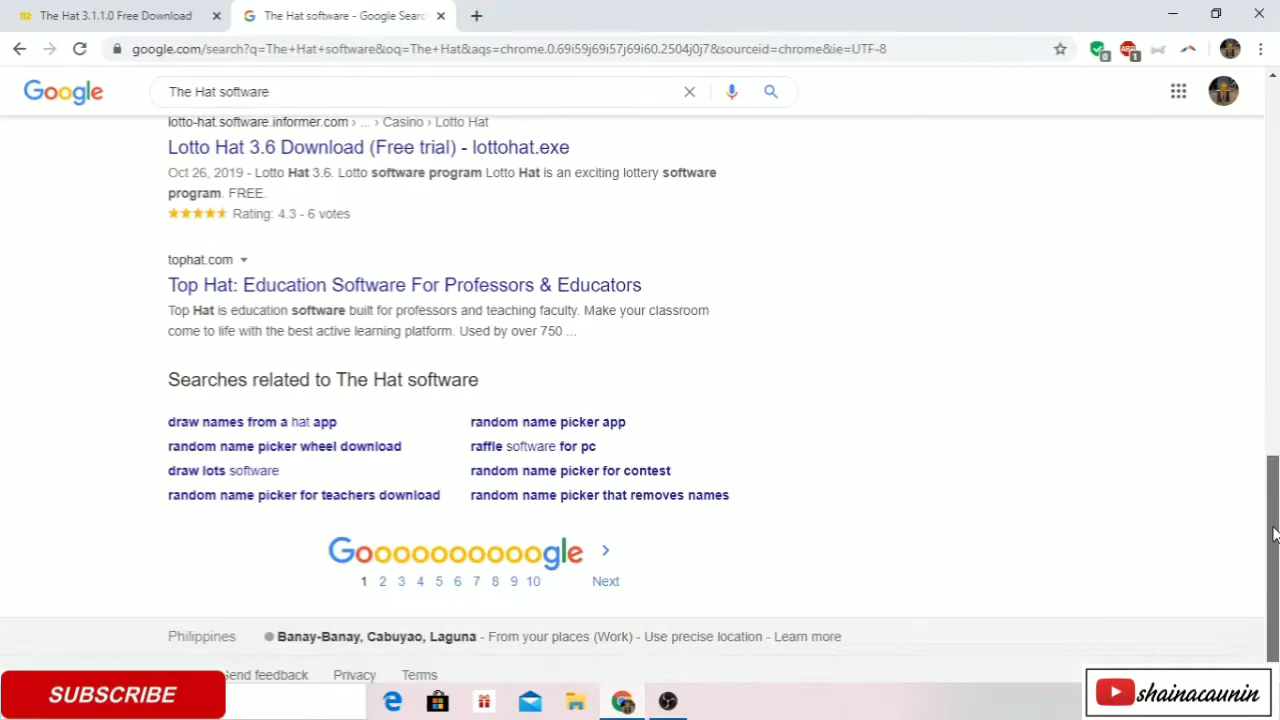 The Hat 3.1.1.0 Free Download
The Hat software - Google Sear
google.com/search?q=The+Hat+software&oq=The+Hat&aqs=chrome.0.69i59j69i57j69i60.2504j0j7&sourceid=chrome&ie=UTF-8
0
ABP
1
Google
The Hat software
lotto-hat.software.informer.com › ... › Casino › Lotto Hat
Lotto Hat 3.6 Download (Free trial) - lottohat.exe
Oct 26, 2019 - Lotto Hat 3.6. Lotto software program Lotto Hat is an exciting lottery software
program. FREE.
Rating: 4.3 - 6 votes
tophat.com
Top Hat: Education Software For Professors & Educators
Top Hat is education software built for professors and teaching faculty. Make your classroom
come to life with the best active learning platform. Used by over 750 ...
Searches related to The Hat software
draw names from a hat app
random name picker app
random name picker wheel download
raffle software for pc
draw lots software
random name picker for contest
random name picker for teachers download
random name picker that removes names
Goooooooooogle
1 2 3 4 5 6 7 8 9 10 Next
Philippines
Banay-Banay, Cabuyao, Laguna - From your places (Work) - Use precise location - Learn more
Send feedback Privacy Terms
SUBSCRIBE
shainacaunin